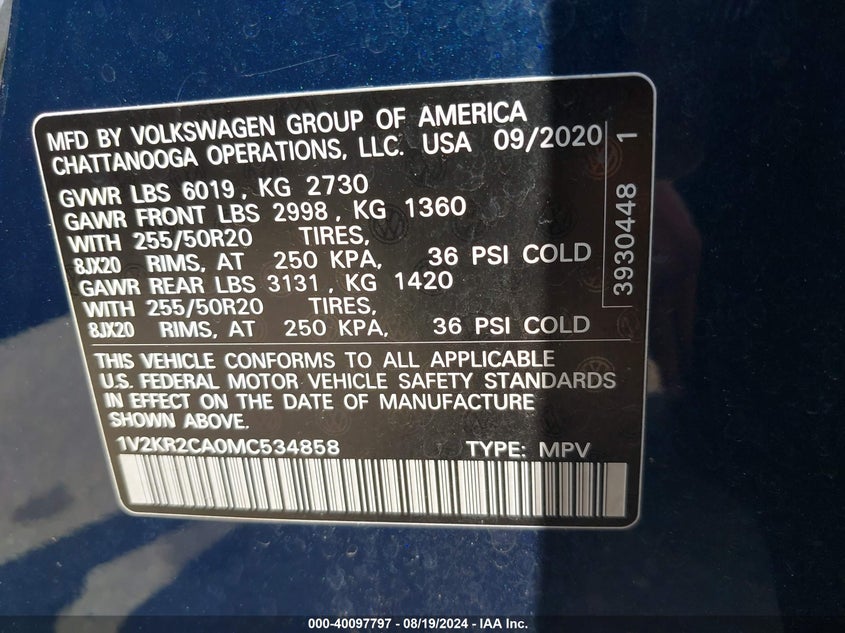 MFD BY VOLKSWAGEN GROUP OF AMERICA
CHATTANOOGA OPERATIONS, LLC. USA 09/2020
GVWR LBS 6019, KG 2730
GAWR FRONT LBS 2998, KG 1360
WITH 255/50R20 TIRES,
8JX20 RIMS, AT 250 KPA, 36 PSI COLD
GAWR REAR LBS 3131, KG 1420
WITH 255/50R20 TIRES,
8JX20 RIMS, AT 250 KPA, 36 PSI COLD
3930448 1
THIS VEHICLE CONFORMS TO ALL APPLICABLE
U.S. FEDERAL MOTOR VEHICLE SAFETY STANDARDS
IN EFFECT ON THE DATE OF MANUFACTURE
SHOWN ABOVE.
1V2KR2CA0MC534858 TYPE: MPV
000-40097797 - 08/19/2024 - IAA Inc.